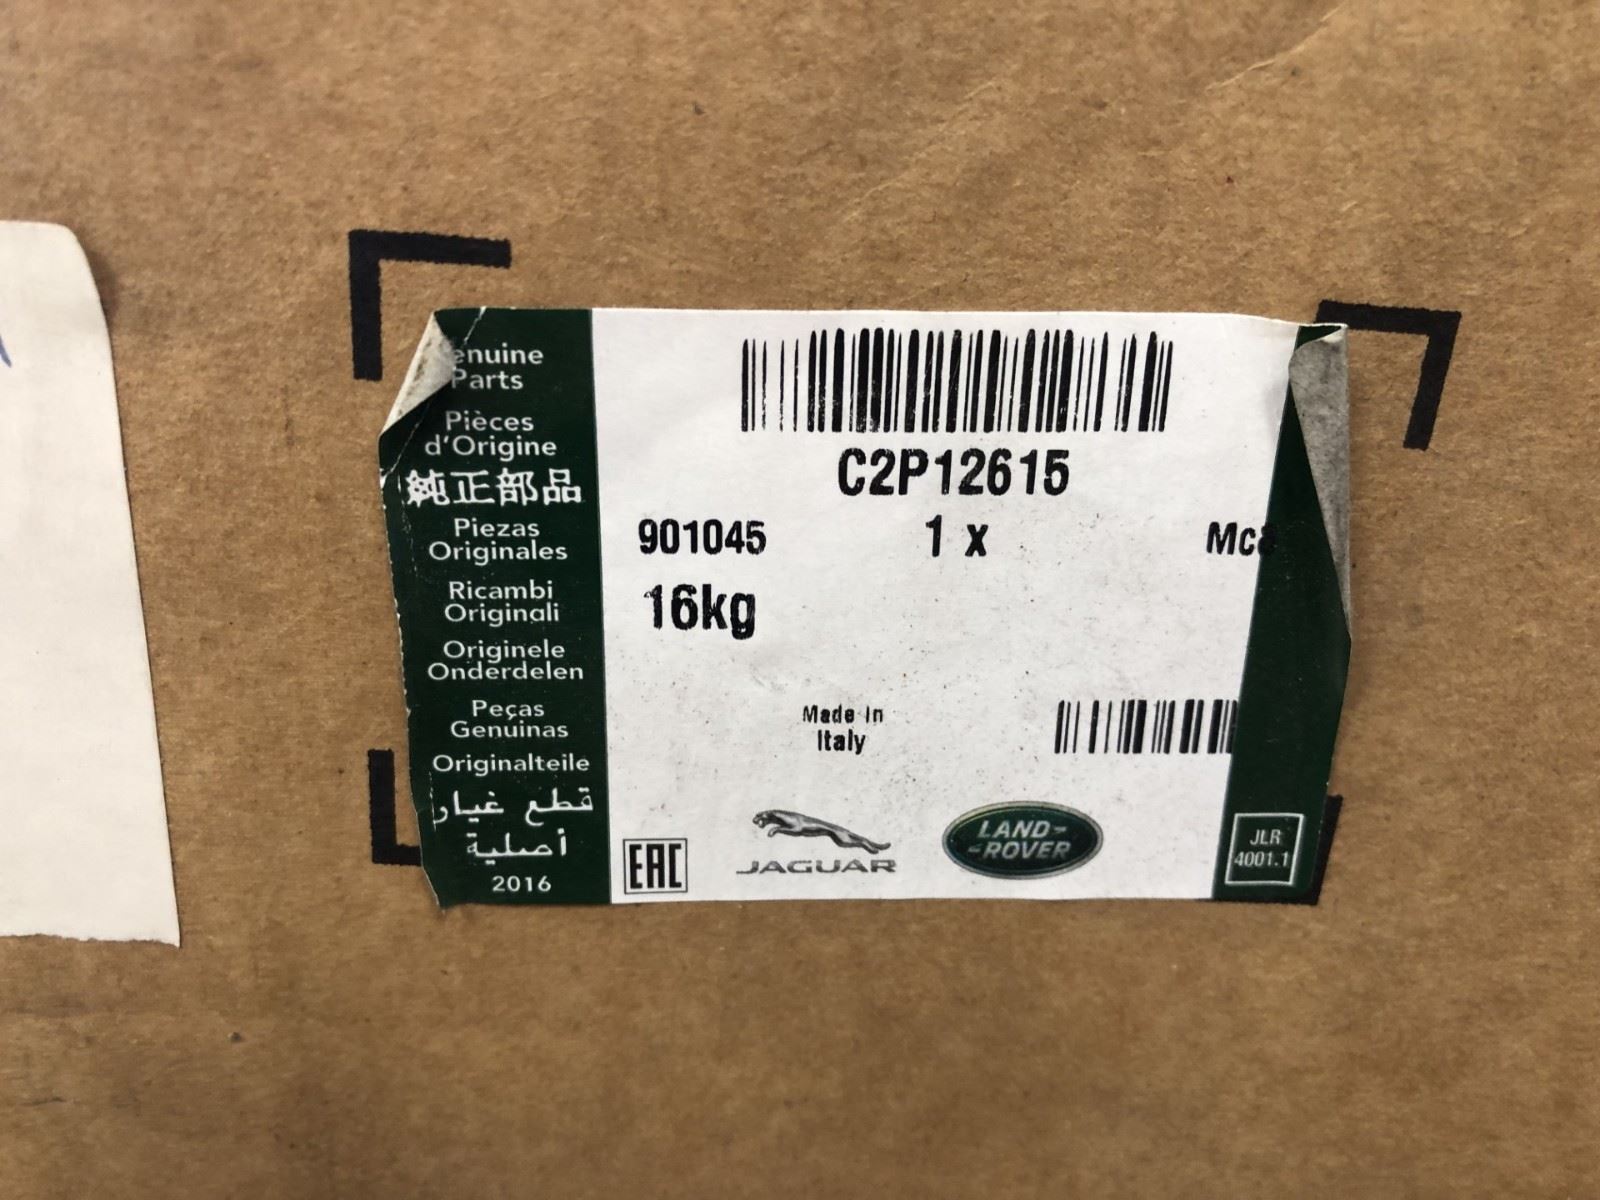 enuine
Parts
Pièces
d'Origine
純正部品
Piezas
Originales
Ricambi
Originali
Originele
Onderdelen
Peças
Genuinas
Originalteile
قطع غيار
أصلية
2016
C2P12615
901045 1 x
16kg
Made In
Italy
EAC
JAGUAR
LAND-
-ROVER
JLR
4001.1